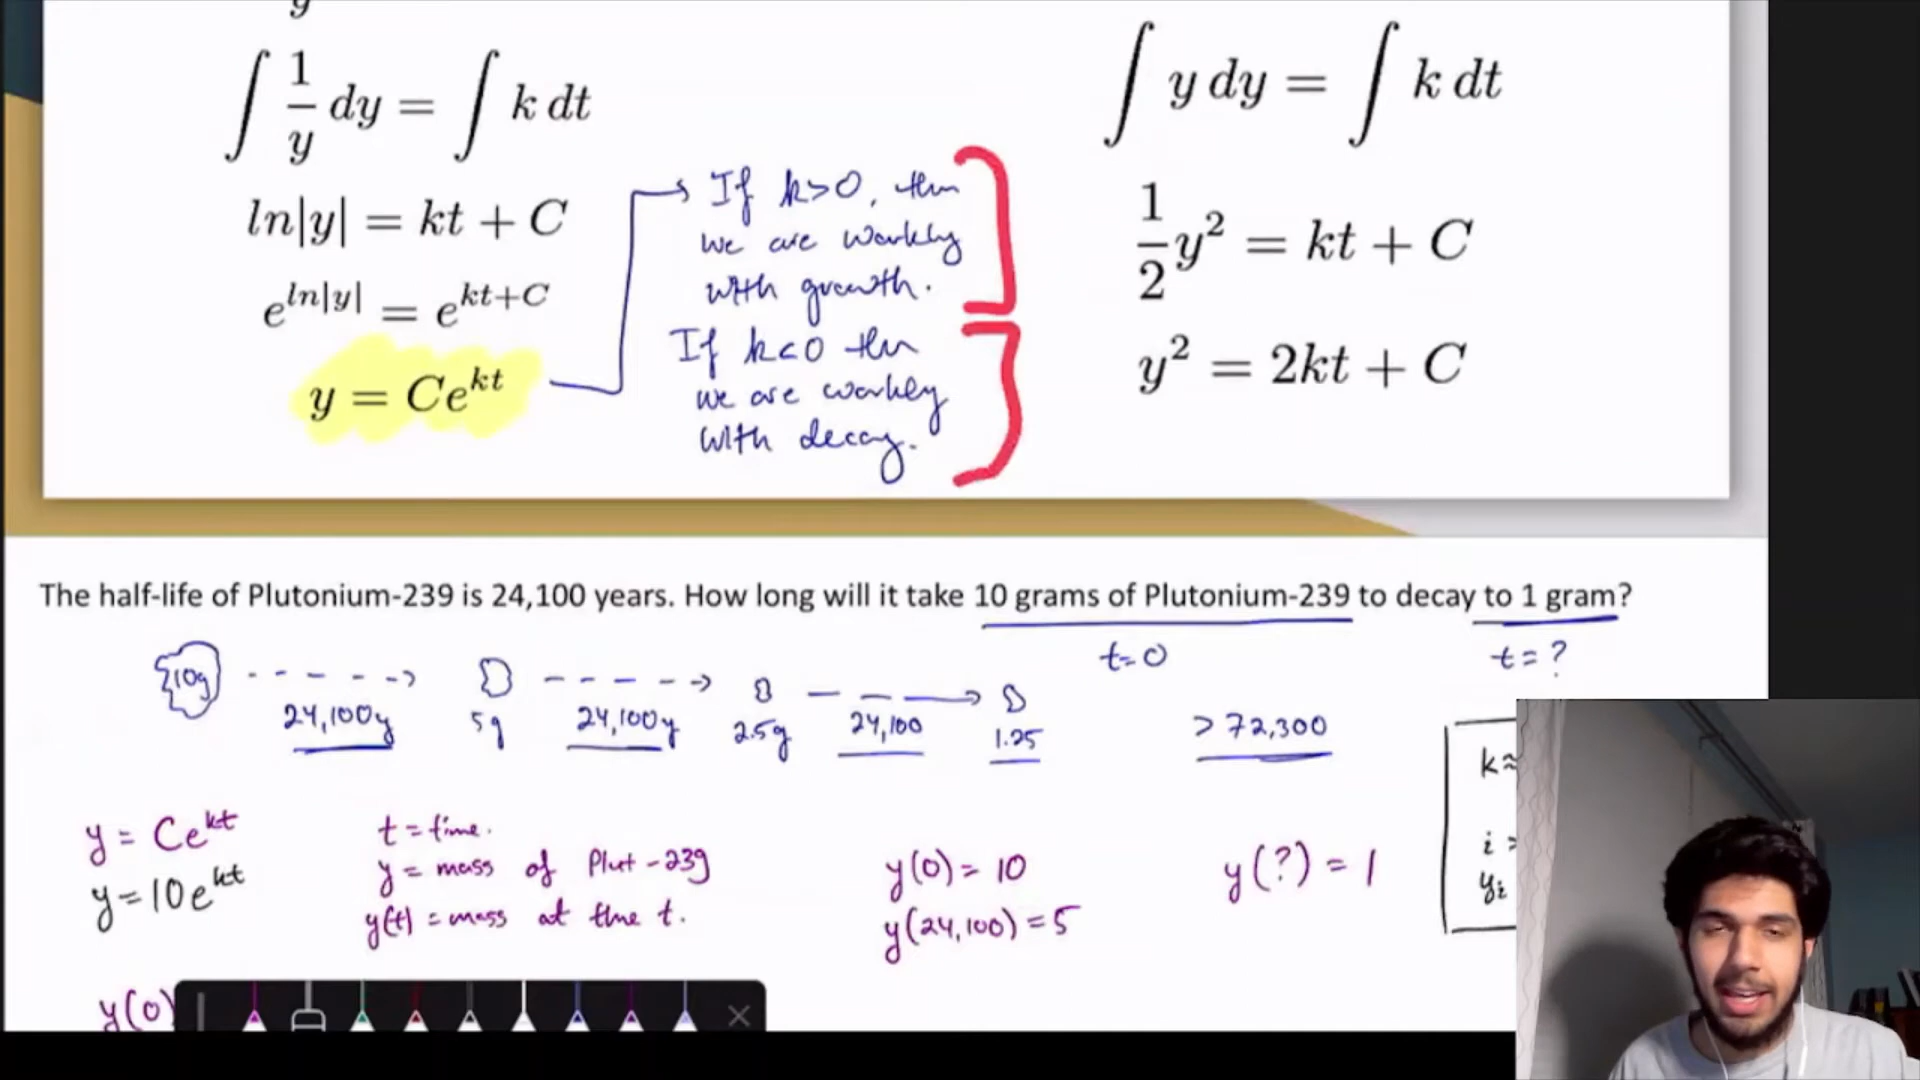 y
∫ 1/y dy = ∫ k dt
ln|y| = kt + C
e^{ln|y|} = e^{kt+C}
y = Ce^{kt}
If k>0, then
we are working
with growth.
If k<0 then
we are working
with decay.
∫ y dy = ∫ k dt
1/2 y² = kt + C
y² = 2kt + C
The half-life of Plutonium-239 is 24,100 years. How long will it take 10 grams of Plutonium-239 to decay to 1 gram?
t=0
t=?
10g
24,100y
5g
24,100y
2.5g
24,100
1.25
>72,300
y = Ce^{kt}
y=10e^{kt}
t=time.
y=mass of Plut-239
y(t)=mass at time t.
y(0)=10
y(24,100)=5
y(?)=1
k≈
i
y(0)